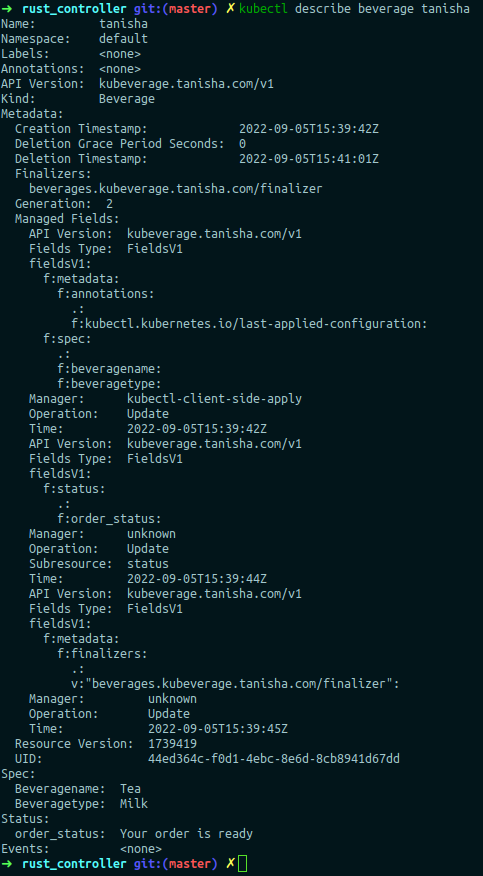 ➜  rust_controller git:(master) ✗ kubectl describe beverage tanisha
Name:         tanisha
Namespace:    default
Labels:       <none>
Annotations:  <none>
API Version:  kubeverage.tanisha.com/v1
Kind:         Beverage
Metadata:
  Creation Timestamp:             2022-09-05T15:39:42Z
  Deletion Grace Period Seconds:  0
  Deletion Timestamp:             2022-09-05T15:41:01Z
  Finalizers:
    beverages.kubeverage.tanisha.com/finalizer
  Generation:  2
  Managed Fields:
    API Version:  kubeverage.tanisha.com/v1
    Fields Type:  FieldsV1
    fieldsV1:
      f:metadata:
        f:annotations:
          .:
          f:kubectl.kubernetes.io/last-applied-configuration:
      f:spec:
        .:
        f:beveragename:
        f:beveragetype:
    Manager:      kubectl-client-side-apply
    Operation:    Update
    Time:         2022-09-05T15:39:42Z
    API Version:  kubeverage.tanisha.com/v1
    Fields Type:  FieldsV1
    fieldsV1:
      f:status:
        .:
        f:order_status:
    Manager:      unknown
    Operation:    Update
    Subresource:  status
    Time:         2022-09-05T15:39:44Z
    API Version:  kubeverage.tanisha.com/v1
    Fields Type:  FieldsV1
    fieldsV1:
      f:metadata:
        f:finalizers:
          .:
          v:"beverages.kubeverage.tanisha.com/finalizer":
    Manager:         unknown
    Operation:       Update
    Time:            2022-09-05T15:39:45Z
  Resource Version:  1739419
  UID:               44ed364c-f0d1-4ebc-8e6d-8cb8941d67dd
Spec:
  Beveragename:  Tea
  Beveragetype:  Milk
Status:
  order_status:  Your order is ready
Events:          <none>
➜  rust_controller git:(master) ✗